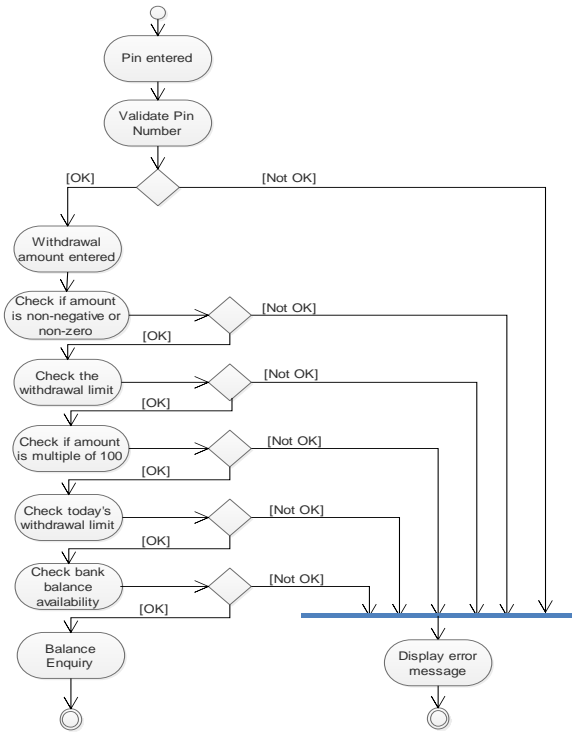 Pin entered
Validate Pin
Number
[OK]
[Not OK]
Withdrawal
amount entered
Check if amount
is non-negative or
non-zero
[Not OK]
[OK]
Check the
withdrawal limit
[Not OK]
[OK]
Check if amount
is multiple of 100
[Not OK]
[OK]
Check today's
withdrawal limit
[Not OK]
[OK]
Check bank
balance
availability
[Not OK]
[OK]
Balance
Enquiry
Display error
message